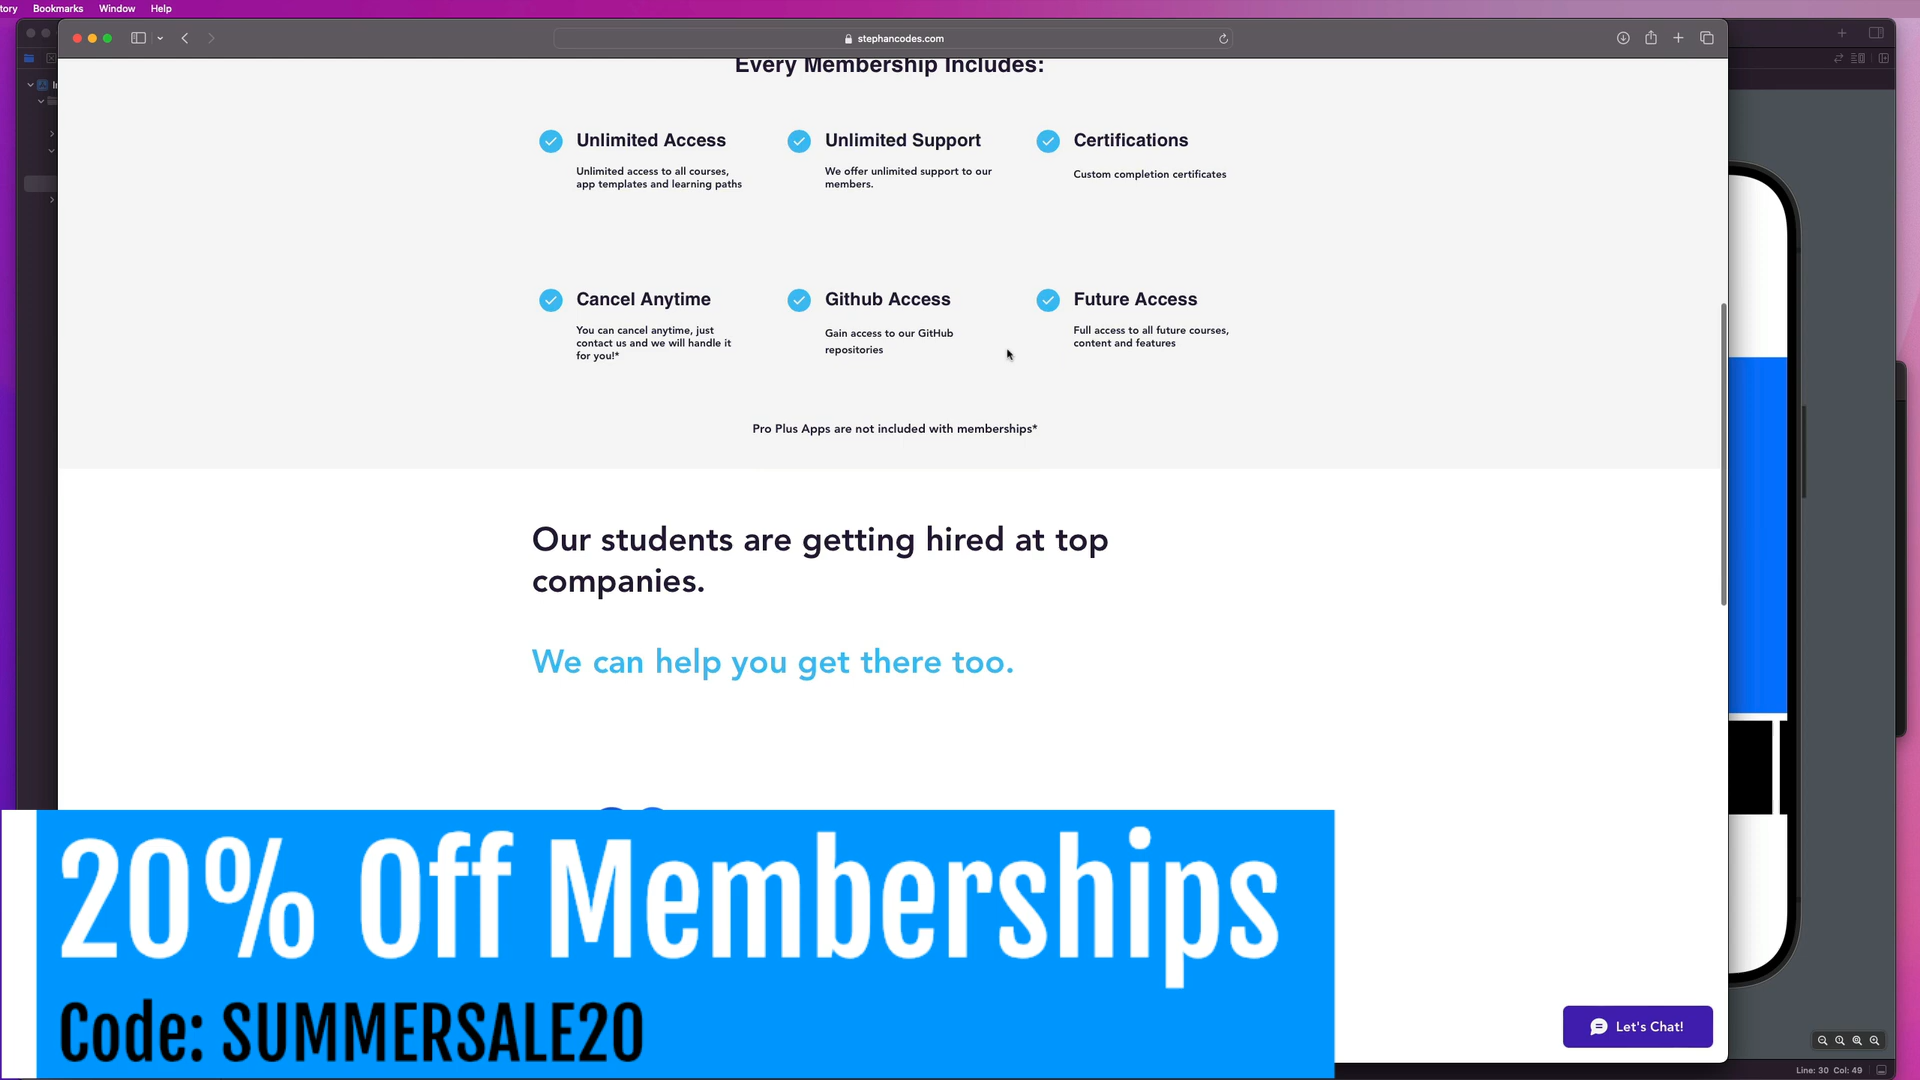 tory Bookmarks Window Help
stephancodes.com
Every Membership Includes:
Unlimited Access
Unlimited access to all courses,
app templates and learning paths
Unlimited Support
We offer unlimited support to our
members.
Certifications
Custom completion certificates
Cancel Anytime
You can cancel anytime, just
contact us and we will handle it
for you!*
Github Access
Gain access to our GitHub
repositories
Future Access
Full access to all future courses,
content and features
Pro Plus Apps are not included with memberships*
Our students are getting hired at top
companies.
We can help you get there too.
20% Off Memberships
Code: SUMMERSALE20
Let's Chat!
Line: 30 Col: 49